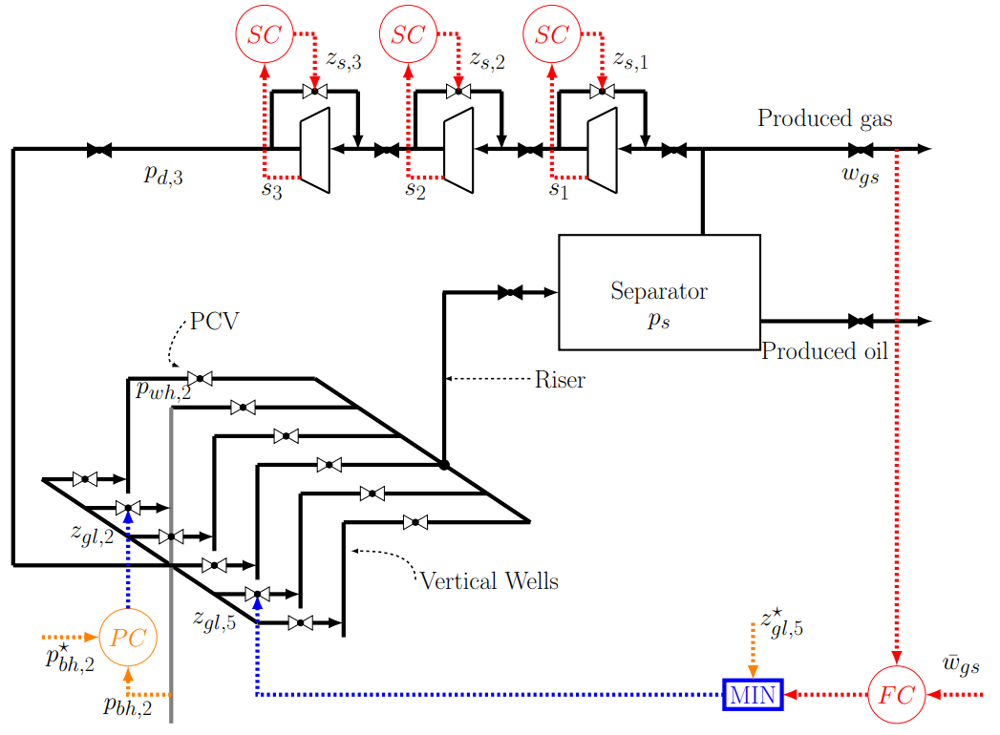 SC
SC
SC
z_{s,3}
z_{s,2}
z_{s,1}
Produced gas
p_{d,3}
s_3
s_2
s_1
w_{gs}
Separator
p_s
PCV
Produced oil
p_{wh,2}
Riser
z_{gl,2}
Vertical Wells
z_{gl,5}
z^{⋆}_{gl,5}
PC
p^{⋆}_{bh,2}
w̄_{gs}
MIN
FC
p_{bh,2}